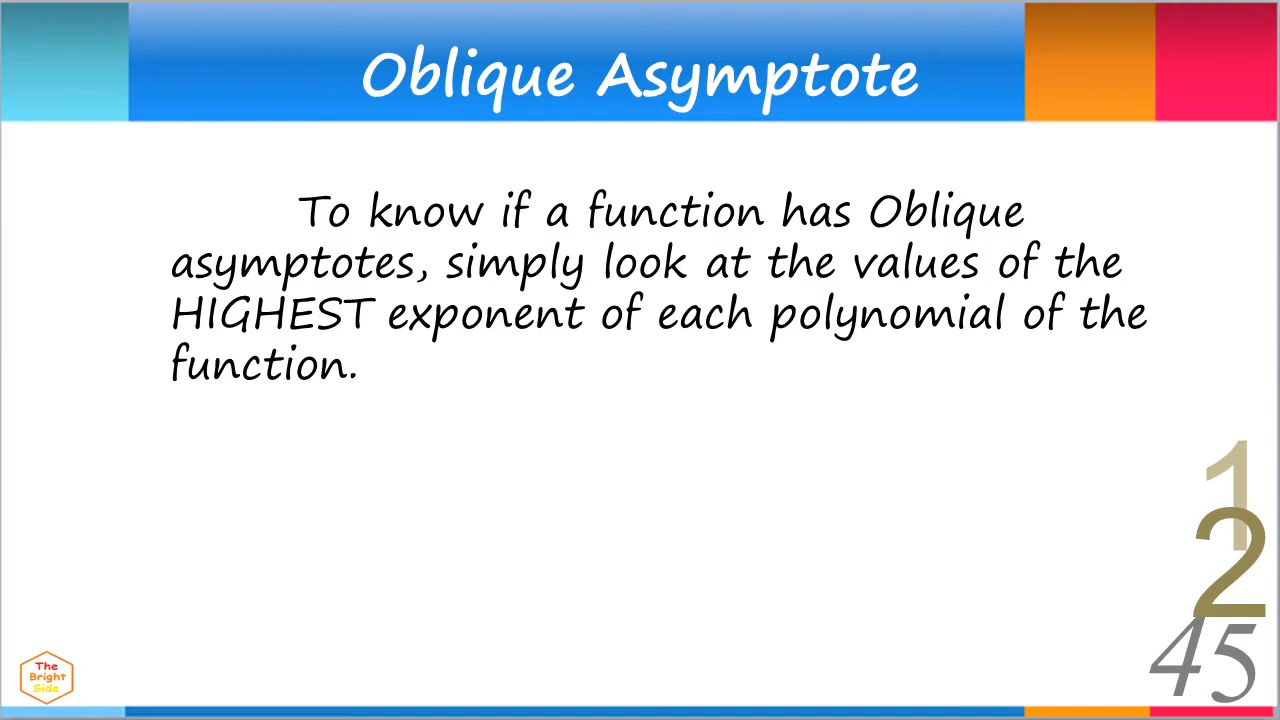 Oblique Asymptote
To know if a function has Oblique
asymptotes, simply look at the values of the
HIGHEST exponent of each polynomial of the
function.
1
2
45
The
Bright
Side